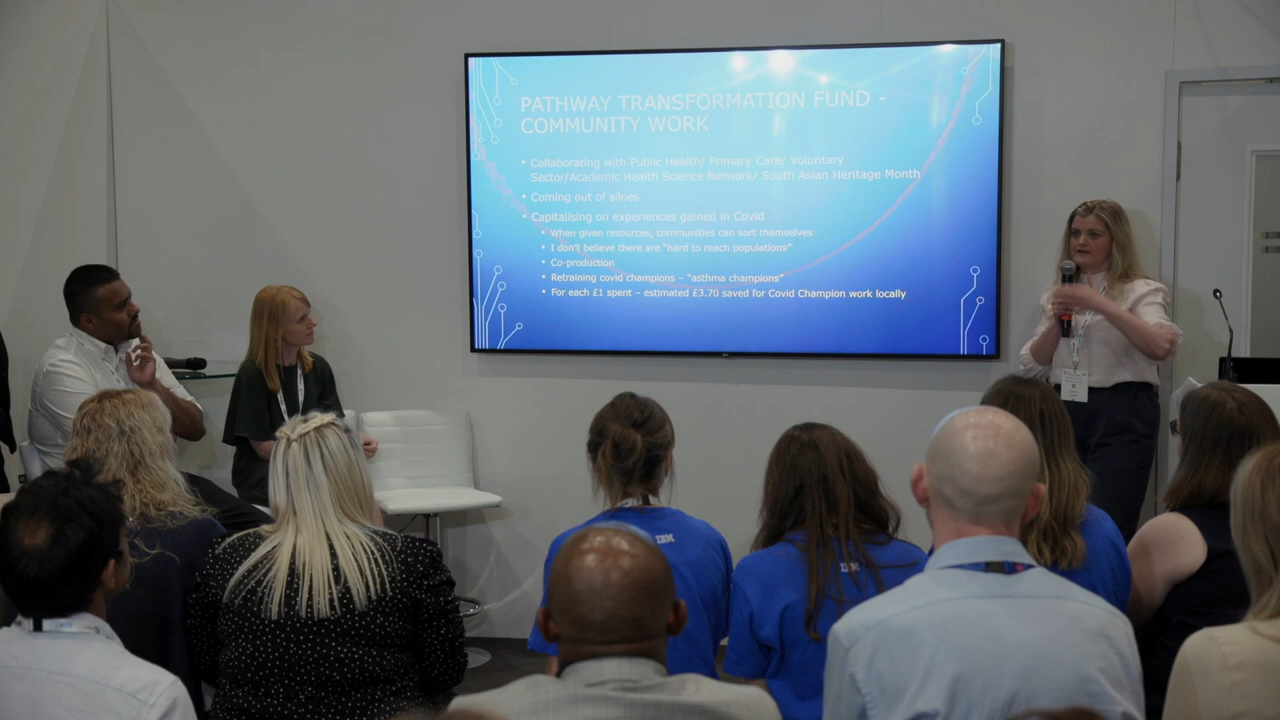 PATHWAY TRANSFORMATION FUND -
COMMUNITY WORK
• Collaborating with Public Health/ Primary Care/ Voluntary
Sector/Academic Health Science Network/ South Asian Heritage Month
• Coming out of siloes
• Capitalising on experiences gained in Covid
• When given resources, communities can sort themselves
• I don't believe there are "hard to reach populations"
• Co-production
• Retraining covid champions – "asthma champions"
• For each £1 spent – estimated £3.70 saved for Covid Champion work locally
IBM
IBM